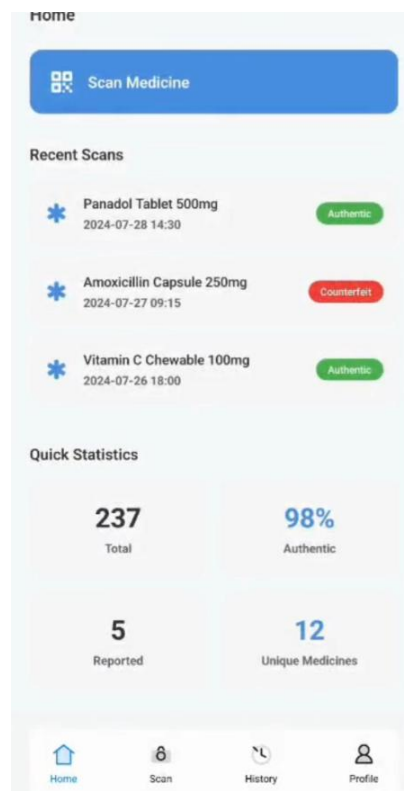 Home
Scan Medicine
Recent Scans
Panadol Tablet 500mg
2024-07-28 14:30
Authentic
Amoxicillin Capsule 250mg
2024-07-27 09:15
Counterfeit
Vitamin C Chewable 100mg
2024-07-26 18:00
Authentic
Quick Statistics
237
Total
98%
Authentic
5
Reported
12
Unique Medicines
Home
Scan
History
Profile